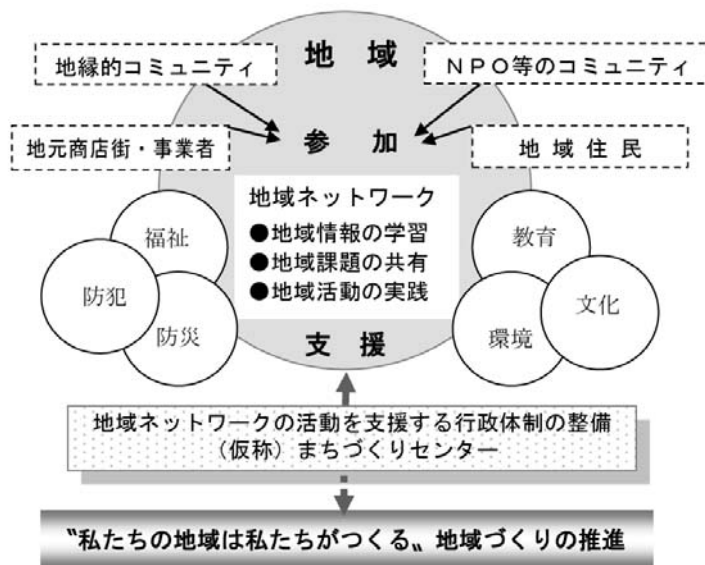 地域
地縁的コミュニティ
ＮＰＯ等のコミュニティ
参加
地元商店街・事業者
地域住民
地域ネットワーク
●地域情報の学習
●地域課題の共有
●地域活動の実践
福祉
防犯
防災
教育
文化
環境
支援
地域ネットワークの活動を支援する行政体制の整備
（仮称）まちづくりセンター
〝私たちの地域は私たちがつくる〟地域づくりの推進